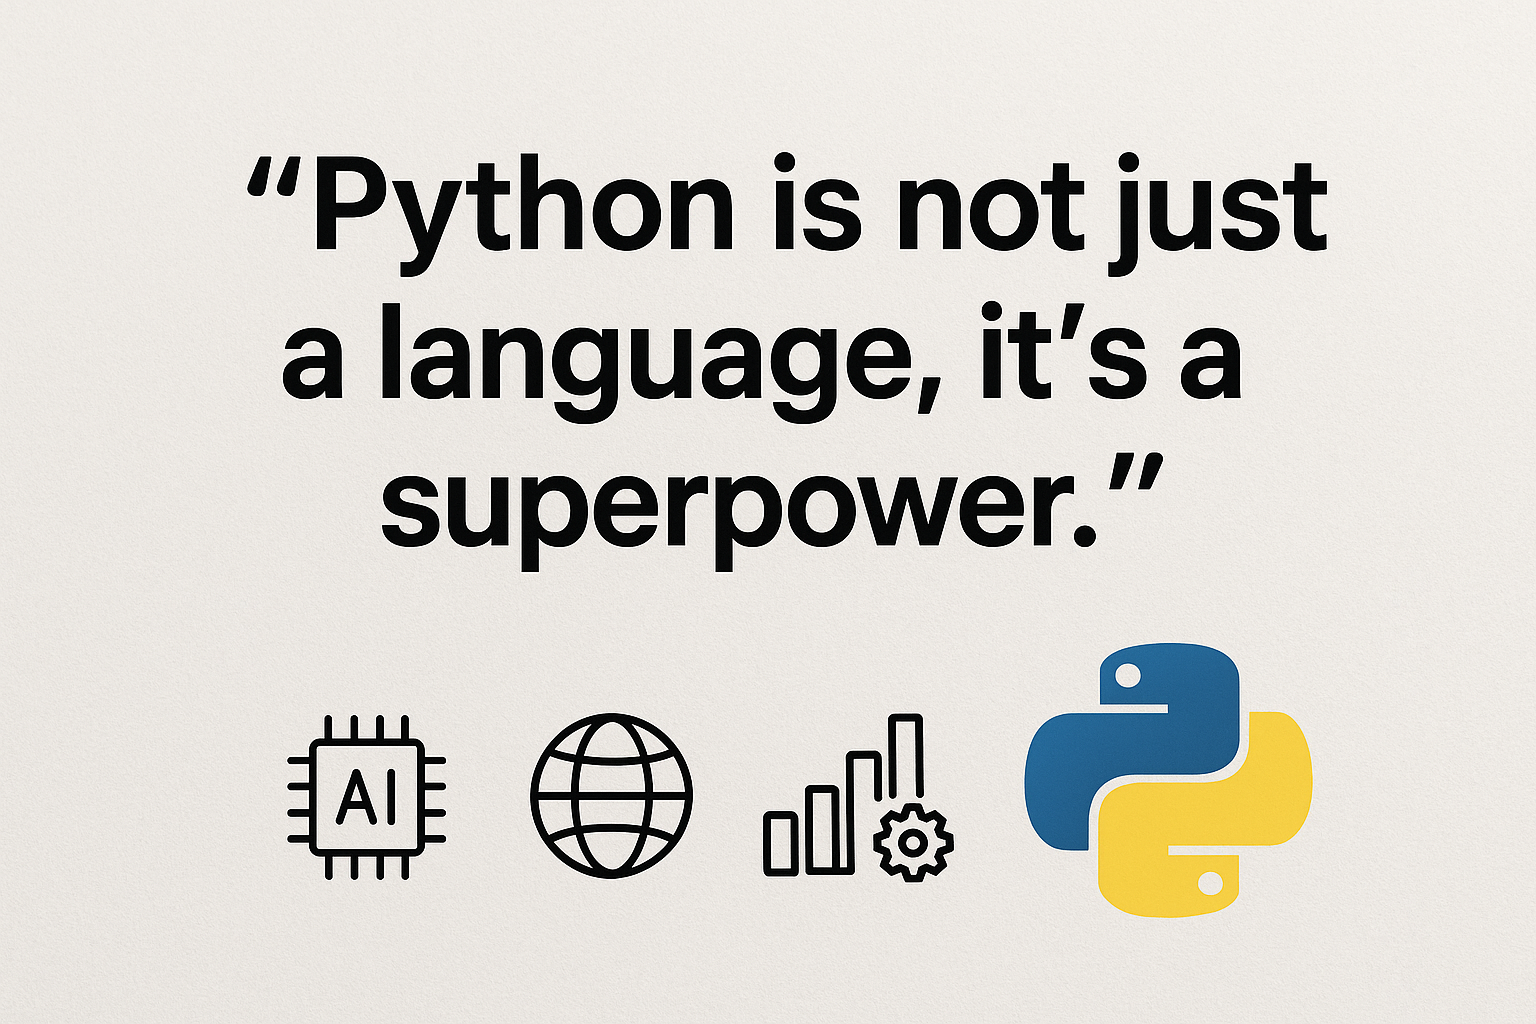 “Python is not just
a language, it’s a
superpower.”
AI